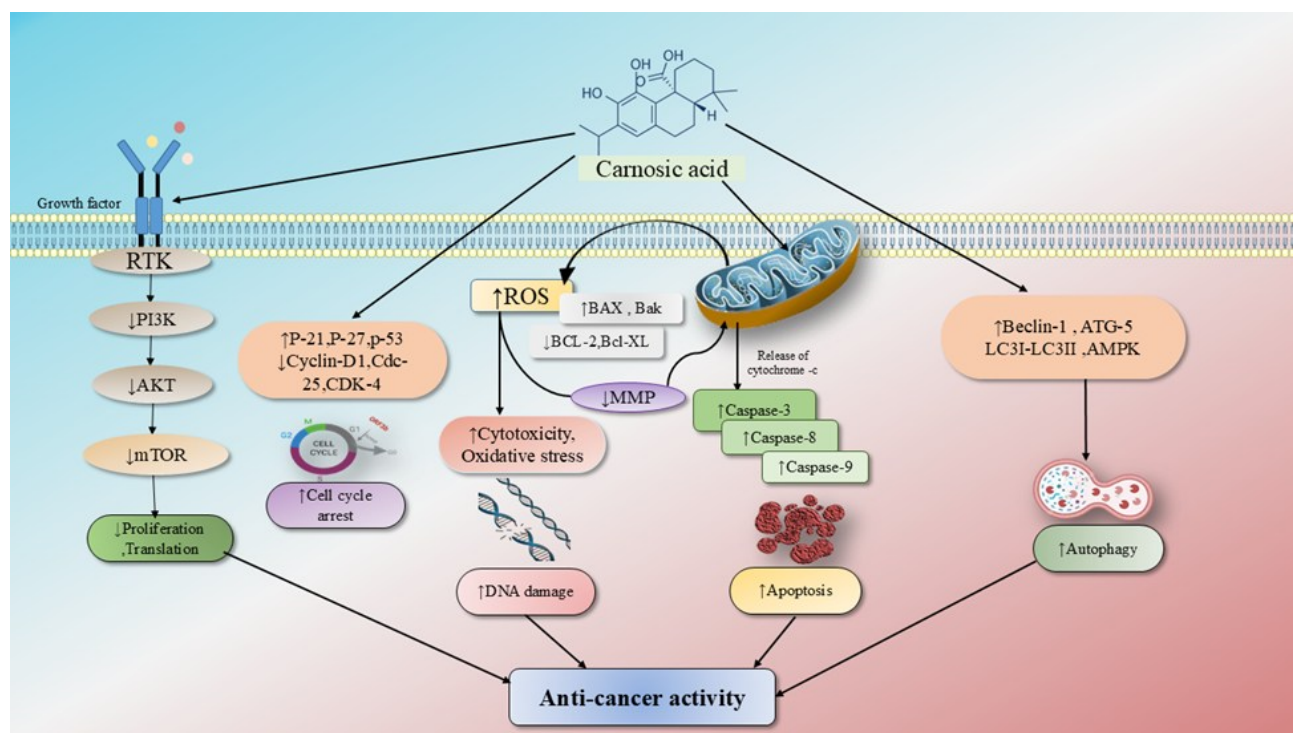 OH
OH
O
HO
H
Carnosic acid
Growth factor
RTK
↓PI3K
↓AKT
↓mTOR
↓Proliferation
,Translation
↑P-21,P-27,p-53
↓Cyclin-D1,Cdc-
25,CDK-4
M
G1
G2
CELL
CYCLE
S
↑Cell cycle
arrest
↑ROS
↑BAX , Bak
↓BCL-2,Bcl-XL
↓MMP
↑Cytotoxicity,
Oxidative stress
↑DNA damage
Release of
cytochrome -c
↑Caspase-3
↑Caspase-8
↑Caspase-9
↑Apoptosis
↑Beclin-1 , ATG-5
LC3I-LC3II ,AMPK
↑Autophagy
Anti-cancer activity